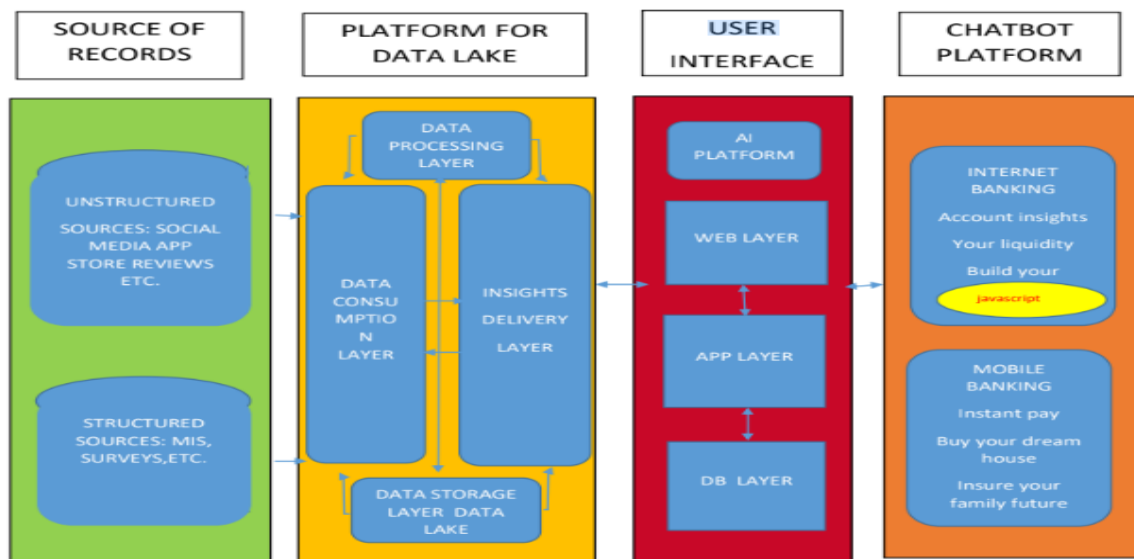 SOURCE OF
RECORDS
PLATFORM FOR
DATA LAKE
USER
INTERFACE
CHATBOT
PLATFORM
UNSTRUCTURED
SOURCES: SOCIAL
MEDIA APP
STORE REVIEWS
ETC.
STRUCTURED
SOURCES: MIS,
SURVEYS,ETC.
DATA
PROCESSING
LAYER
DATA
CONSU
MPTIO
N
LAYER
INSIGHTS
DELIVERY
LAYER
DATA STORAGE
LAYER DATA
LAKE
AI
PLATFORM
WEB LAYER
APP LAYER
DB LAYER
INTERNET
BANKING
Account insights
Your liquidity
Build your
javascript
MOBILE
BANKING
Instant pay
Buy your dream
house
Insure your
family future